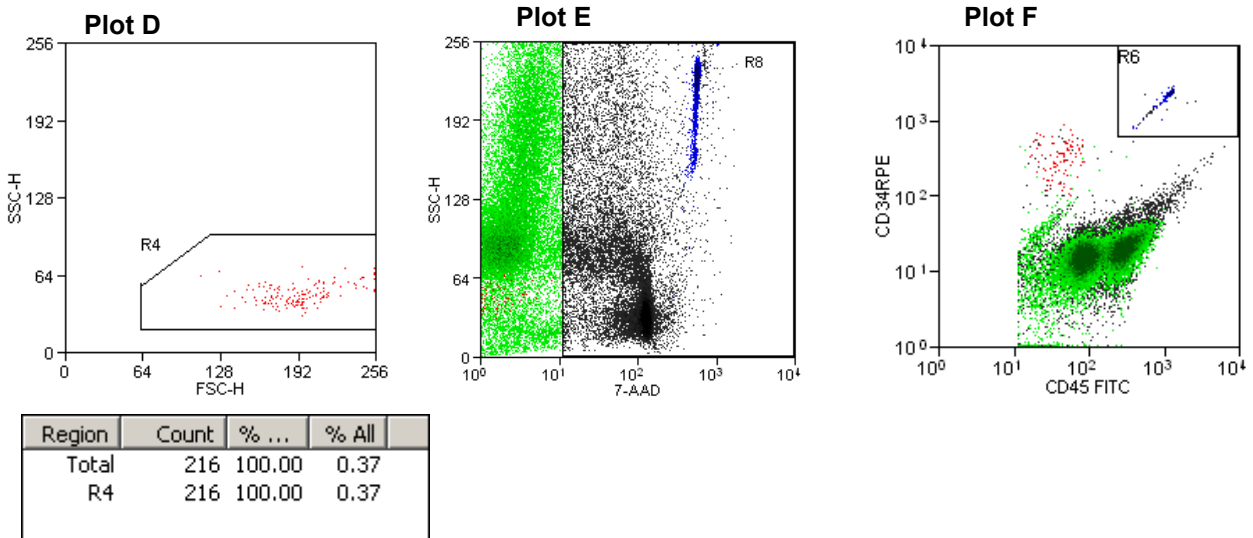 Plot D
Plot E
Plot F
256
192
128
64
0
SSC-H
R4
0 64 128 192 256
FSC-H
256
192
128
64
0
SSC-H
R8
10⁰ 10¹ 10² 10³ 10⁴
7-AAD
10⁴
10³
10²
10¹
10⁰
CD34RPE
R6
10⁰ 10¹ 10² 10³ 10⁴
CD45 FITC
Region Count % ... % All
Total 216 100.00 0.37
R4 216 100.00 0.37